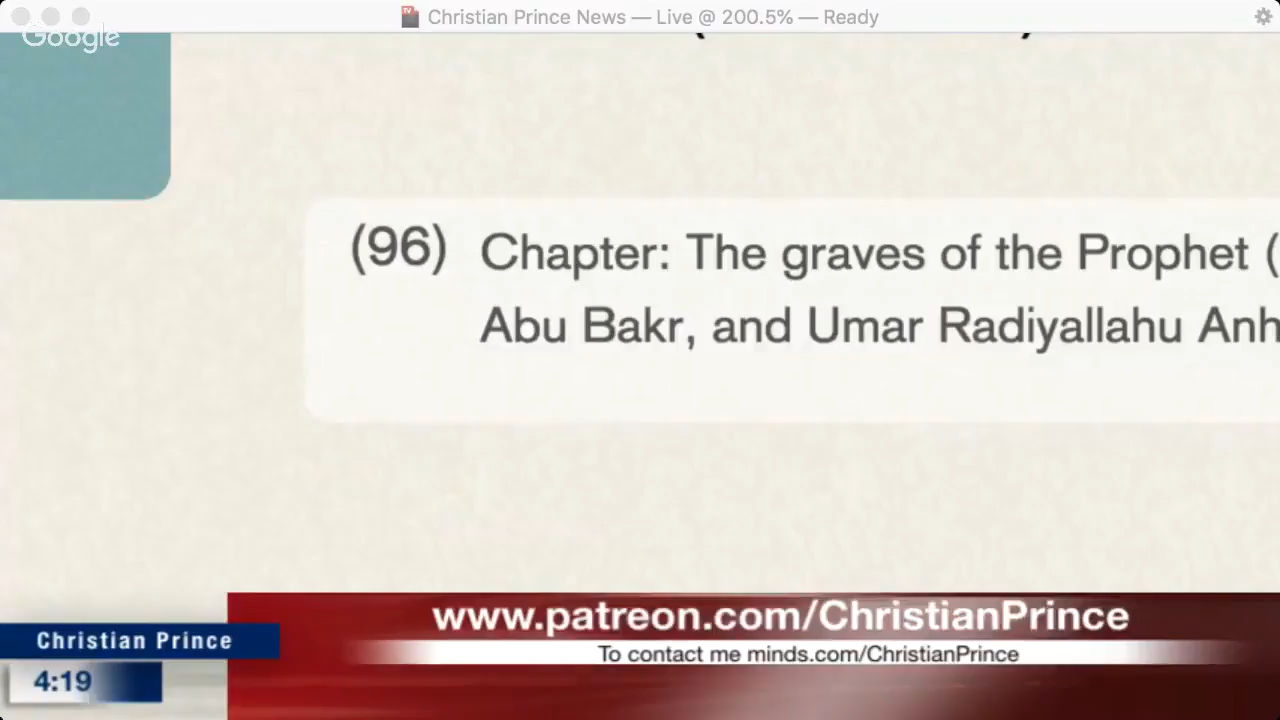 Christian Prince News — Live @ 200.5% — Ready
Google
(96) Chapter: The graves of the Prophet (
Abu Bakr, and Umar Radiyallahu Anh
www.patreon.com/ChristianPrince
Christian Prince
To contact me minds.com/ChristianPrince
4:19